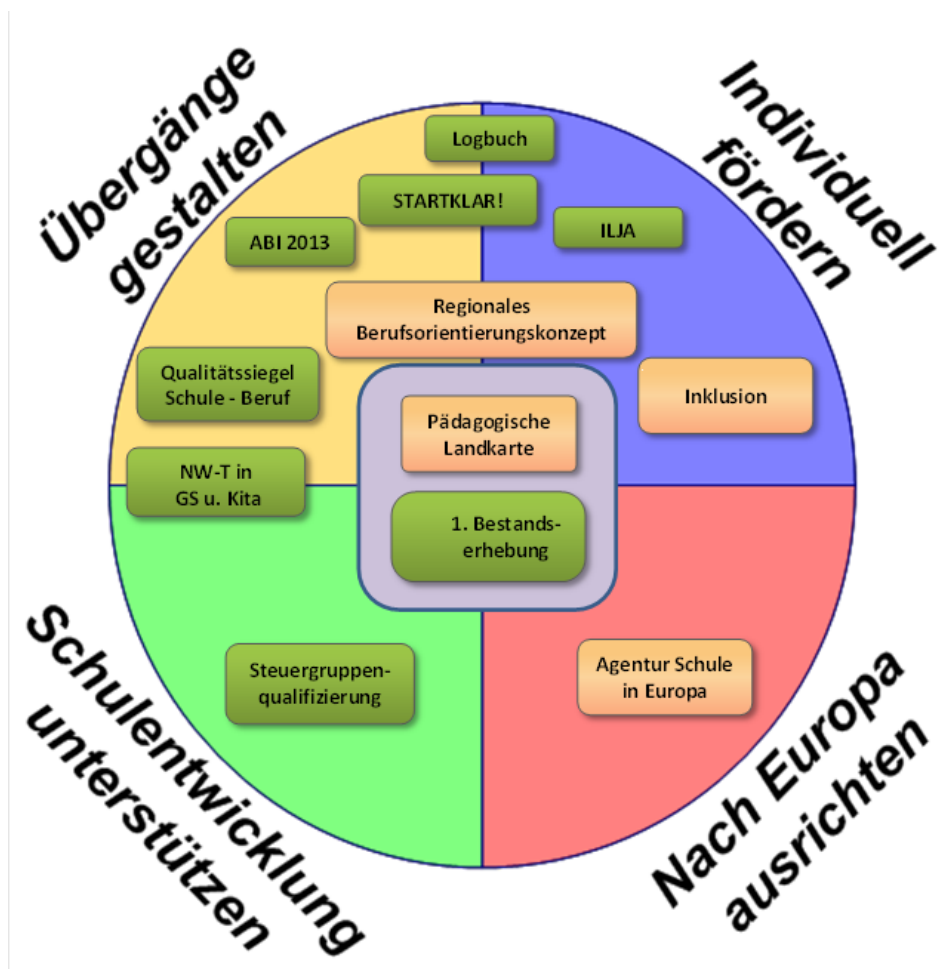 Übergänge
gestalten
Individuell
fördern
Logbuch
STARTKLAR!
ABI 2013
ILJA
Regionales
Berufsorientierungskonzept
Qualitätssiegel
Schule - Beruf
Inklusion
Pädagogische
Landkarte
NW-T in
GS u. Kita
1. Bestands-
erhebung
Steuergruppen-
qualifizierung
Agentur Schule
in Europa
Schulentwicklung
unterstützen
Nach Europa
ausrichten